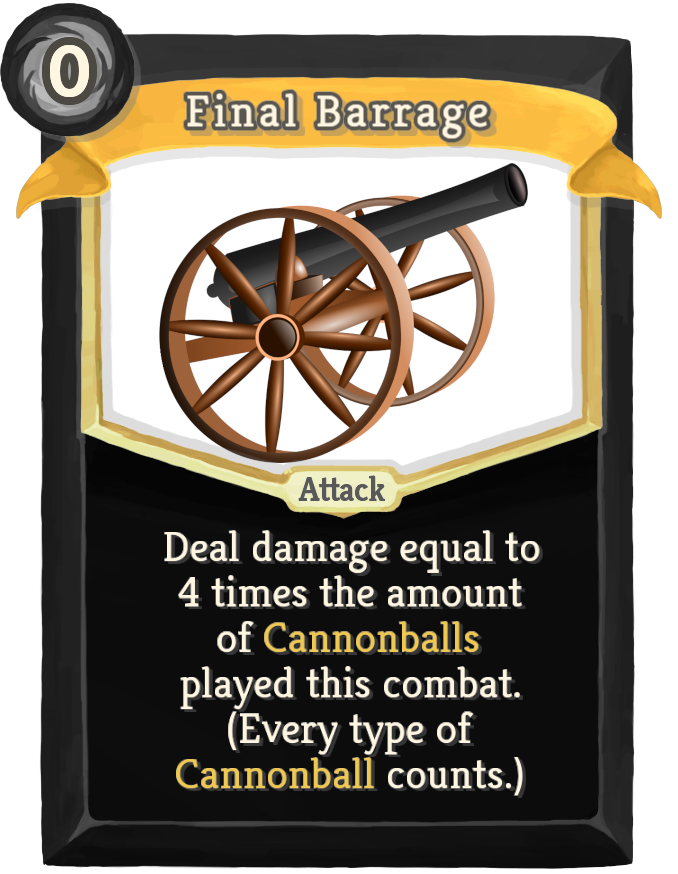 0
Final Barrage
Attack
Deal damage equal to
4 times the amount
of Cannonballs
played this combat.
(Every type of
Cannonball counts.)